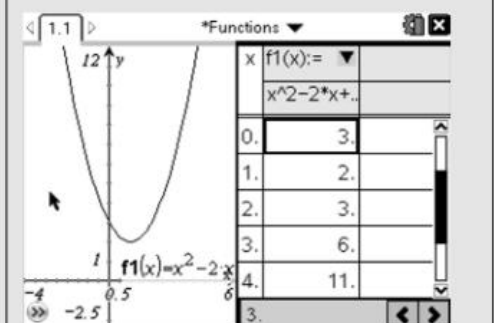 1.1 *Functions
12 y
1
f1(x)=x²-2·x
-4 0.5 6
-2.5
x f1(x):=
x^2-2*x+..
0. 3.
1. 2.
2. 3.
3. 6.
4. 11.
3.